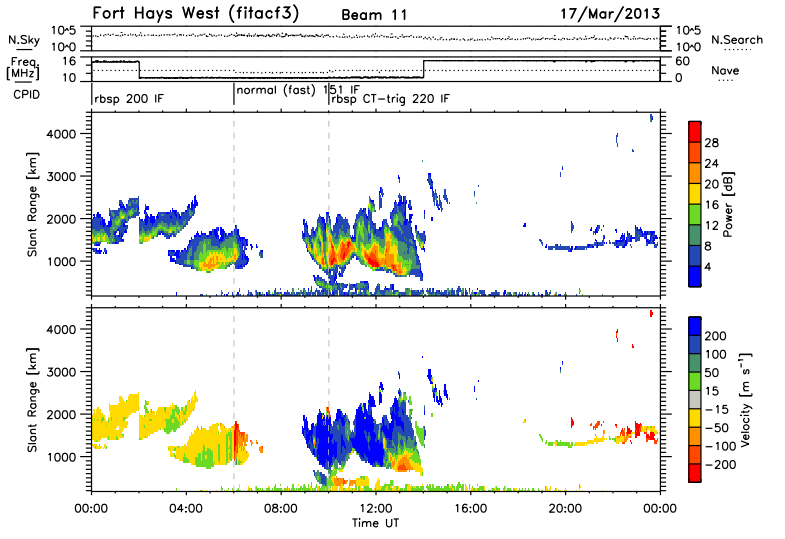 Fort Hays West (fitacf3) Beam 11 17/Mar/2013
N.Sky 10^5 10^0 10^5 10^0 N.Search
Freq. [MHz] 16 10 60 0 Nave
CPID rbsp 200 IF normal (fast) 151 IF rbsp CT-trig 220 IF
Slant Range [km]
4000
3000
2000
1000
28
24
20
16
12
8
4
Power [dB]
Slant Range [km]
4000
3000
2000
1000
200
100
50
15
-15
-50
-100
-200
Velocity [m s⁻¹]
00:00 04:00 08:00 12:00 16:00 20:00 00:00
Time UT